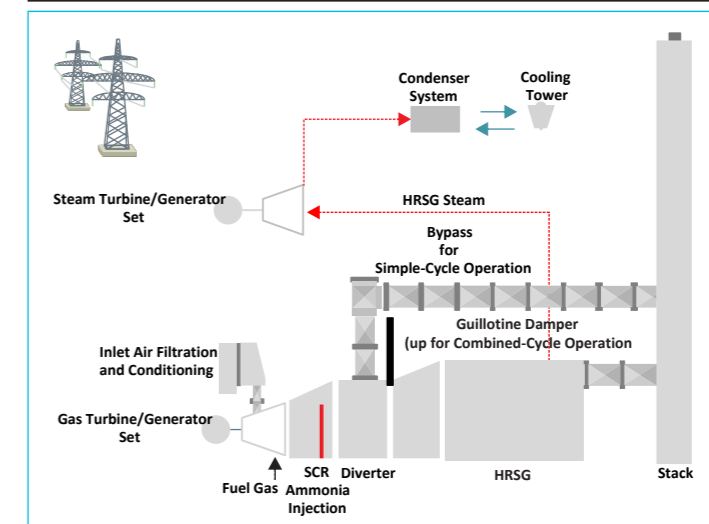 Condenser
System
Cooling
Tower
Steam Turbine/Generator
Set
HRSG Steam
Bypass
for
Simple-Cycle Operation
Guillotine Damper
(up for Combined-Cycle Operation
Inlet Air Filtration
and Conditioning
Gas Turbine/Generator
Set
Fuel Gas
SCR
Ammonia
Injection
Diverter
HRSG
Stack